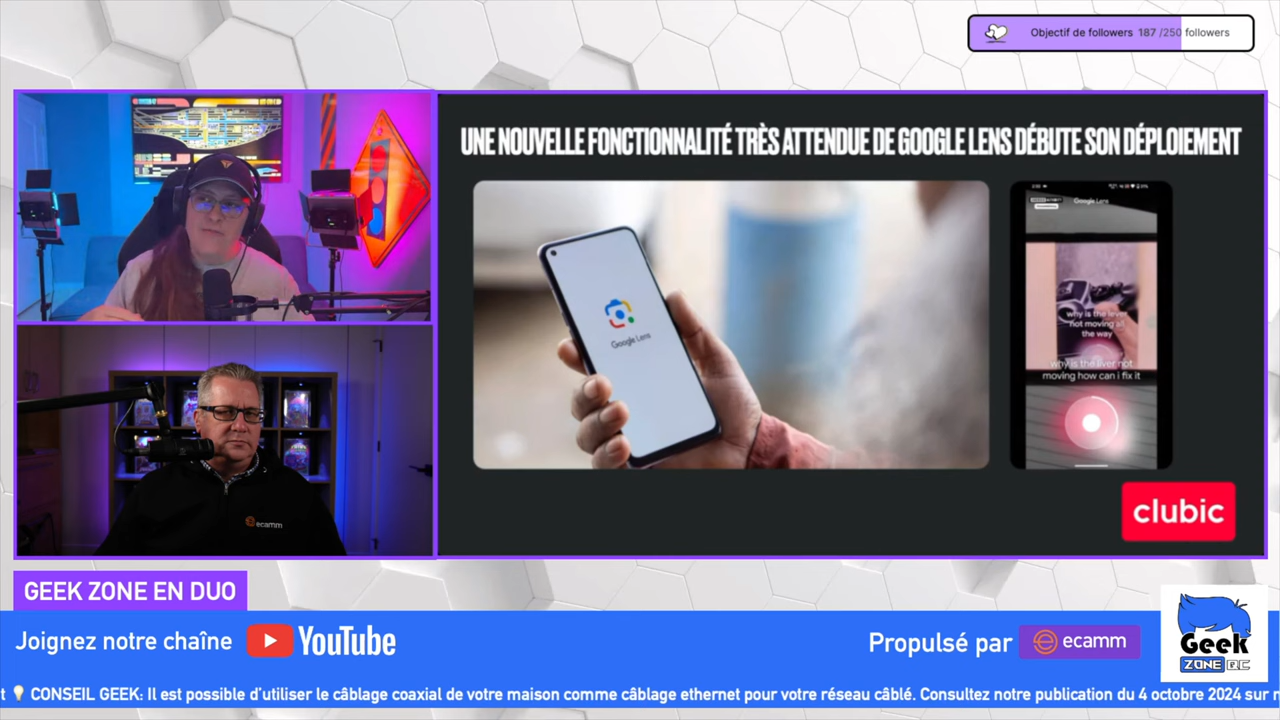 Objectif de followers 187 /250 followers
UNE NOUVELLE FONCTIONNALITÉ TRÈS ATTENDUE DE GOOGLE LENS DÉBUTE SON DÉPLOIEMENT
Google Lens
Google Lens
why is the lever
not moving all
the way
why is the lever not
moving how can i fix it
clubic
ecamm
GEEK ZONE EN DUO
Joignez notre chaîne YouTube
Propulsé par ecamm
Geek
ZONE QC
t 💡 CONSEIL GEEK: Il est possible d'utiliser le câblage coaxial de votre maison comme câblage ethernet pour votre réseau câblé. Consultez notre publication du 4 octobre 2024 sur